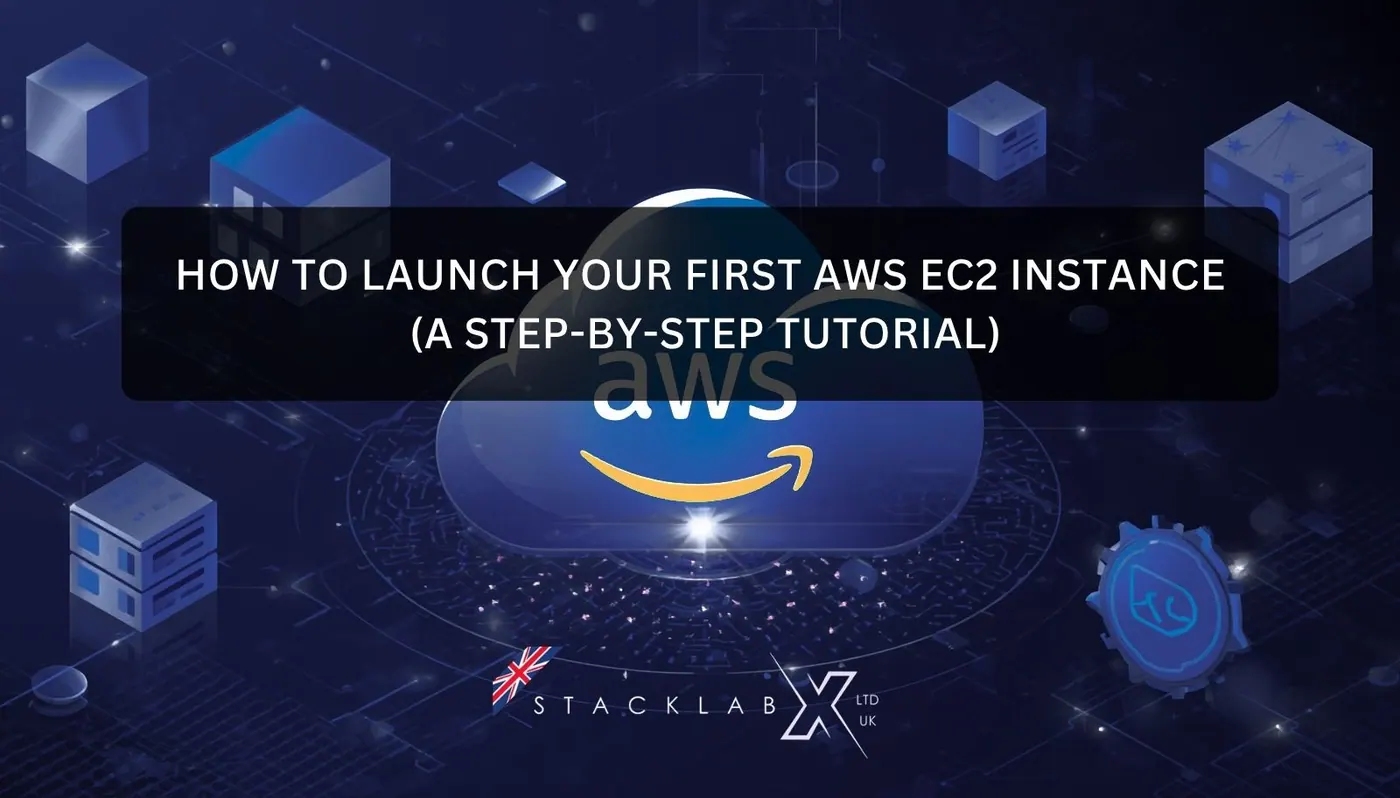 HOW TO LAUNCH YOUR FIRST AWS EC2 INSTANCE
(A STEP-BY-STEP TUTORIAL)
aws
STACKLAB X LTD
UK